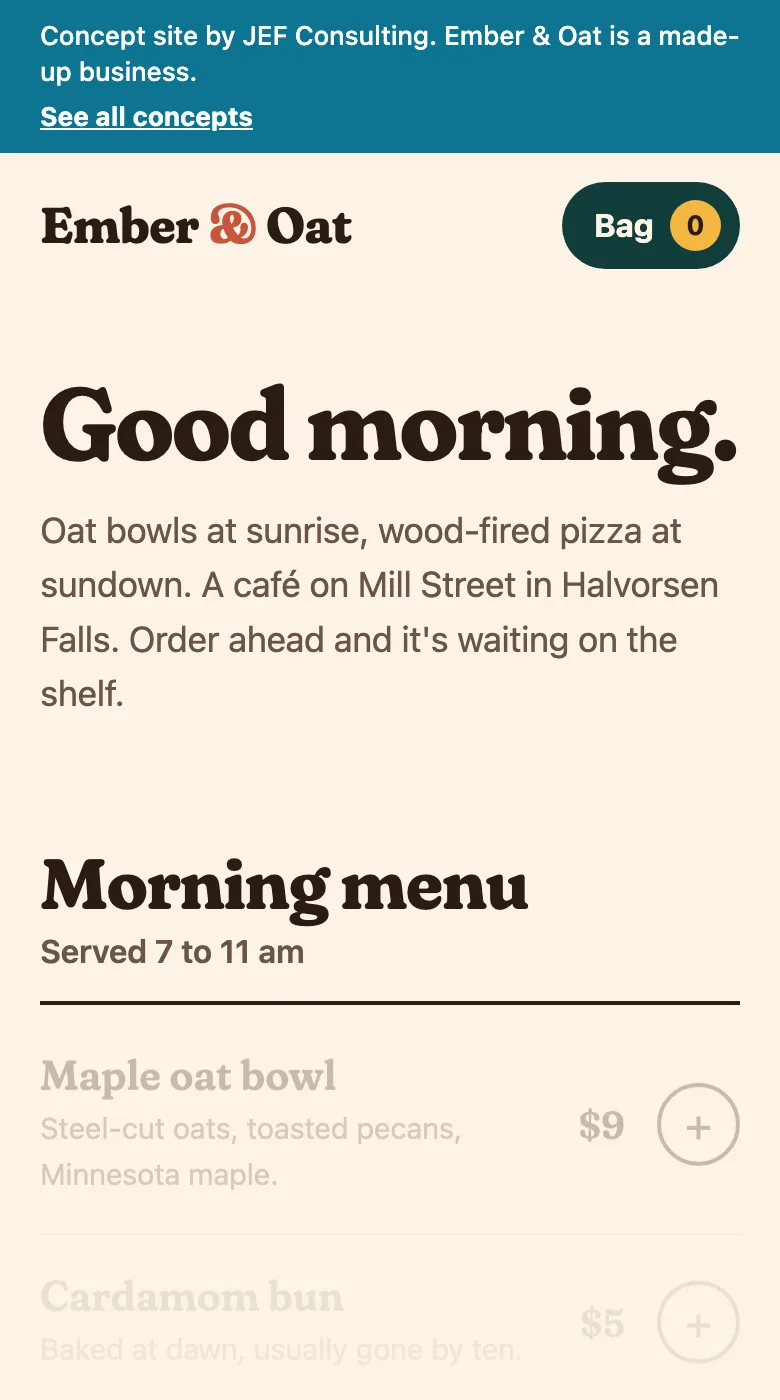 Concept site by JEF Consulting. Ember & Oat is a made-
up business.
See all concepts
Ember & Oat
Bag 0
Good morning.
Oat bowls at sunrise, wood-fired pizza at
sundown. A café on Mill Street in Halvorsen
Falls. Order ahead and it's waiting on the
shelf.
Morning menu
Served 7 to 11 am
Maple oat bowl
Steel-cut oats, toasted pecans,
Minnesota maple.
$9 +
Cardamom bun
Baked at dawn, usually gone by ten.
$5 +